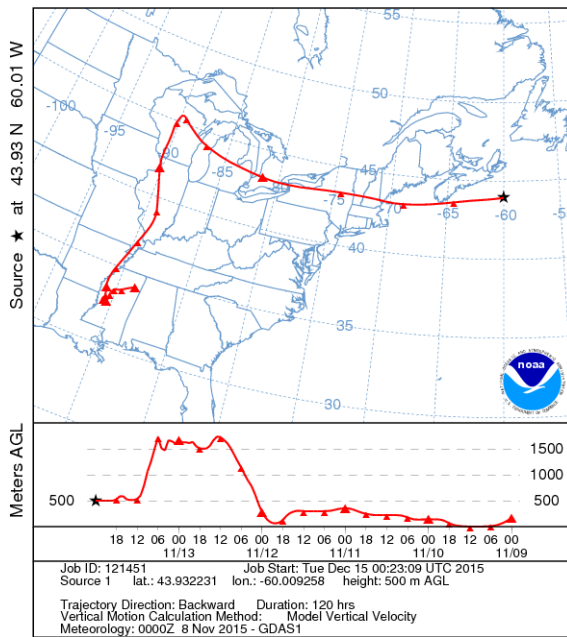 Source ★ at 43.93 N 60.01 W
55
-100
50
-95
-90
-85
45
-75
-70
-65
-60
-5
40
35
30
noaa
Meters AGL
1500
1000
500
500
18 12 06 00 18 12 06 00 18 12 06 00 18 12 06 00 18 12 06 00
11/13 11/12 11/11 11/10 11/09
Job ID: 121451 Job Start: Tue Dec 15 00:23:09 UTC 2015
Source 1 lat.: 43.932231 lon.: -60.009258 height: 500 m AGL
Trajectory Direction: Backward Duration: 120 hrs
Vertical Motion Calculation Method: Model Vertical Velocity
Meteorology: 0000Z 8 Nov 2015 - GDAS1